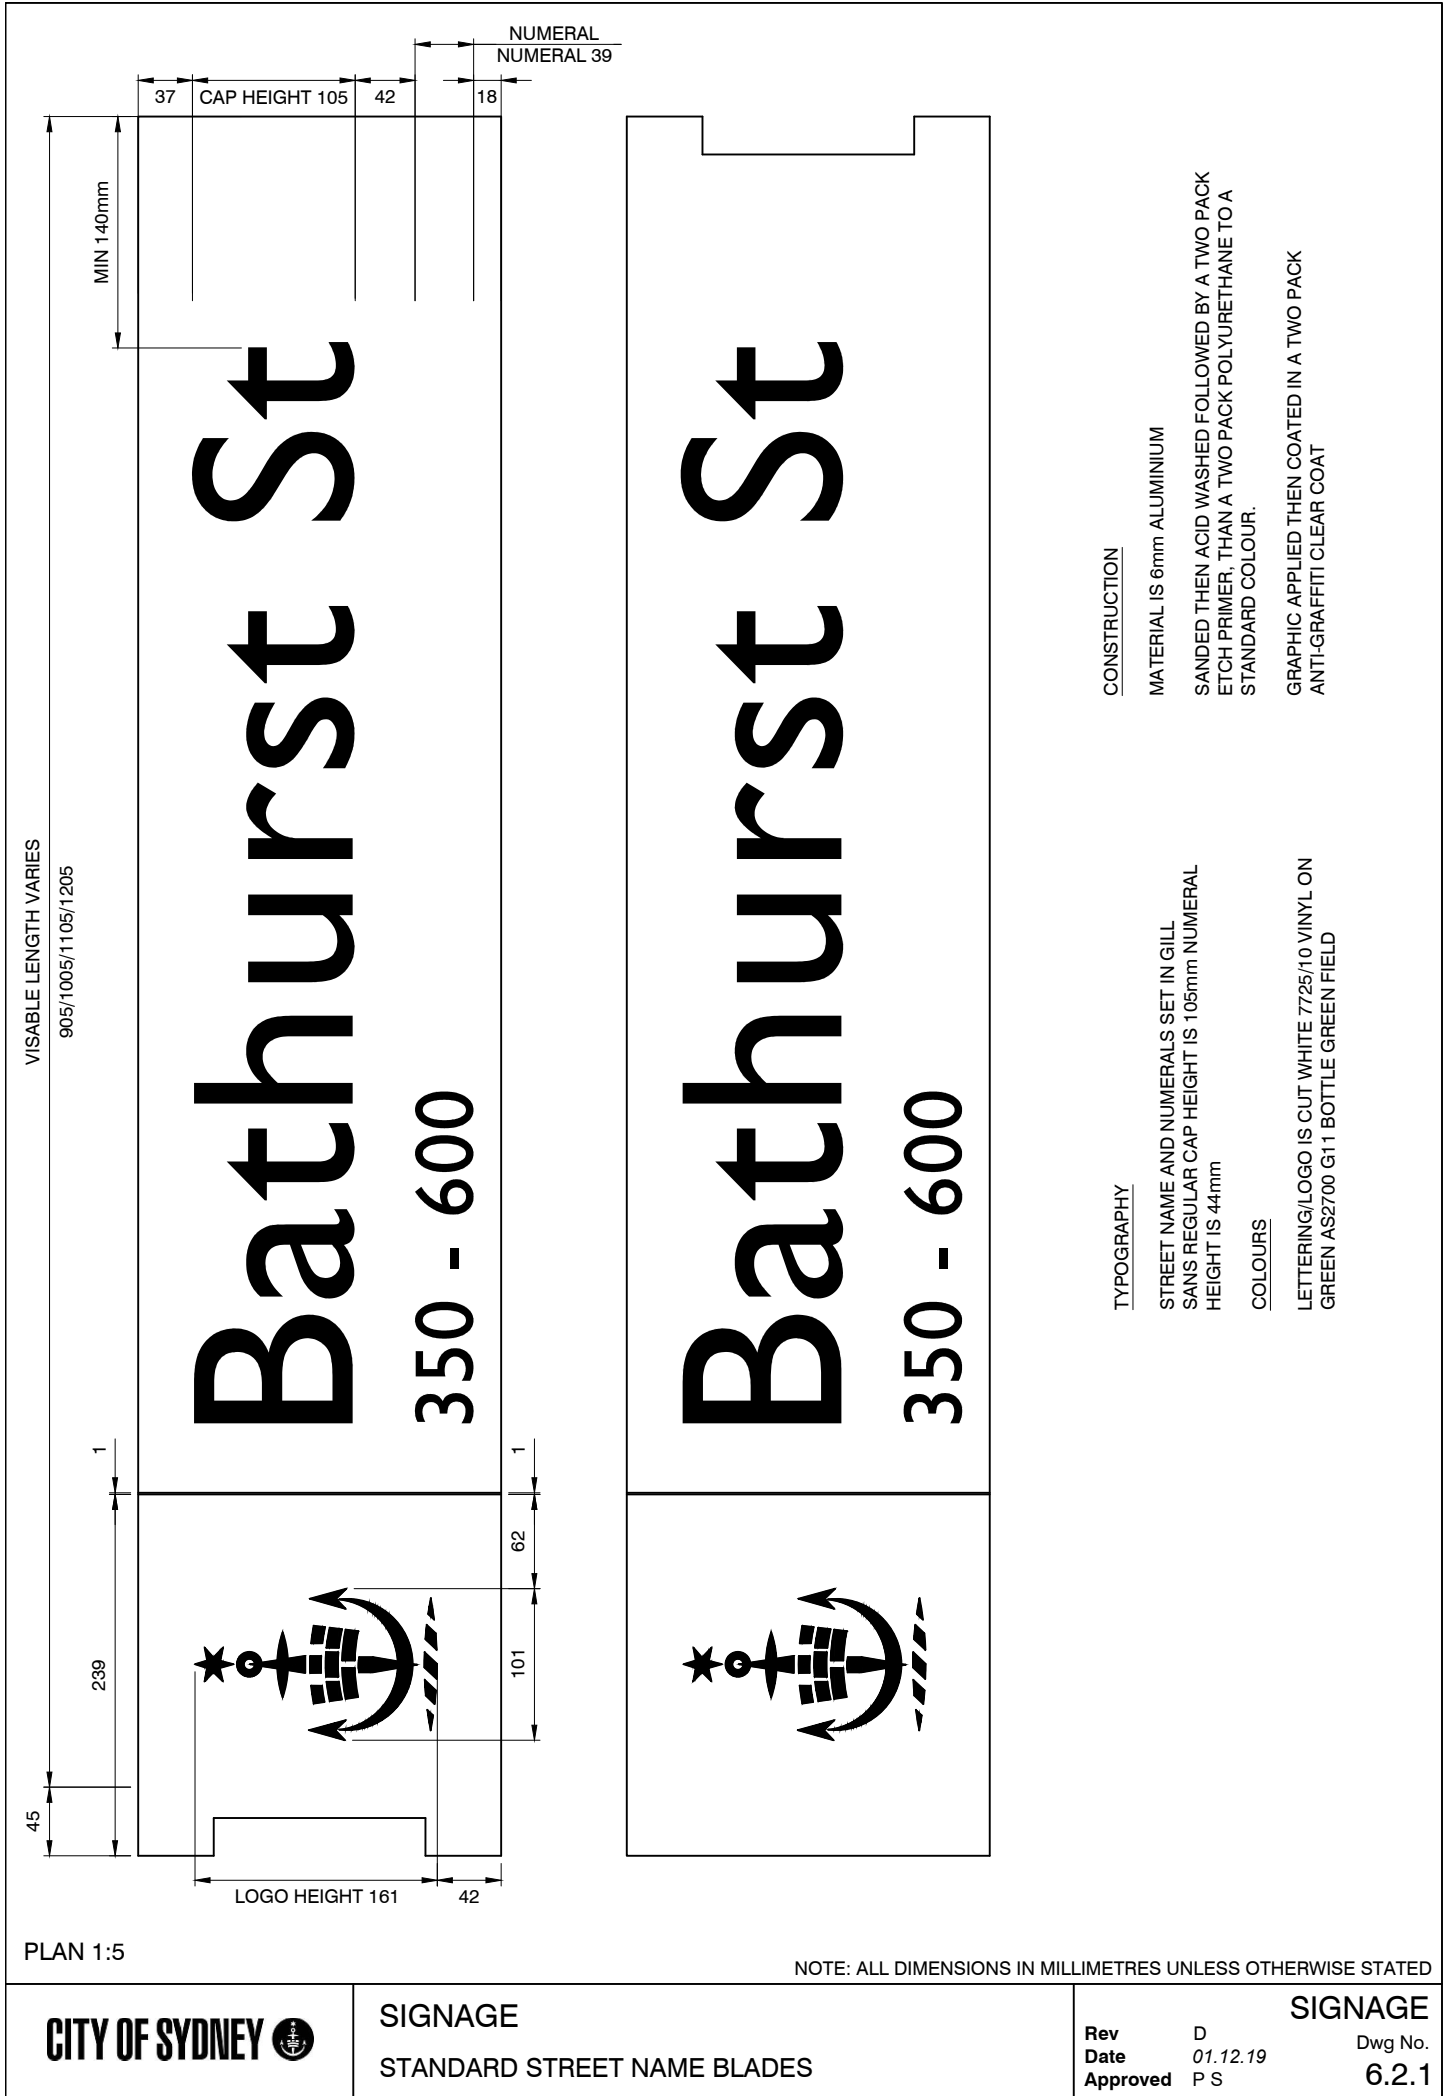 NUMERAL
NUMERAL 39
37
CAP HEIGHT 105
42
18
MIN 140mm
VISABLE LENGTH VARIES
905/1005/1105/1205
Bathurst St
350 - 600
Bathurst St
350 - 600
1
1
62
101
239
45
LOGO HEIGHT 161
42
CONSTRUCTION
MATERIAL IS 6mm ALUMINIUM
SANDED THEN ACID WASHED FOLLOWED BY A TWO PACK
ETCH PRIMER, THAN A TWO PACK POLYURETHANE TO A
STANDARD COLOUR.
GRAPHIC APPLIED THEN COATED IN A TWO PACK
ANTI-GRAFFITI CLEAR COAT
TYPOGRAPHY
STREET NAME AND NUMERALS SET IN GILL
SANS REGULAR CAP HEIGHT IS 105mm NUMERAL
HEIGHT IS 44mm
COLOURS
LETTERING/LOGO IS CUT WHITE 7725/10 VINYL ON
GREEN AS2700 G11 BOTTLE GREEN FIELD
PLAN 1:5
NOTE: ALL DIMENSIONS IN MILLIMETRES UNLESS OTHERWISE STATED
CITY OF SYDNEY
SIGNAGE
STANDARD STREET NAME BLADES
Rev D
Date 01.12.19
Approved P S
SIGNAGE
Dwg No.
6.2.1